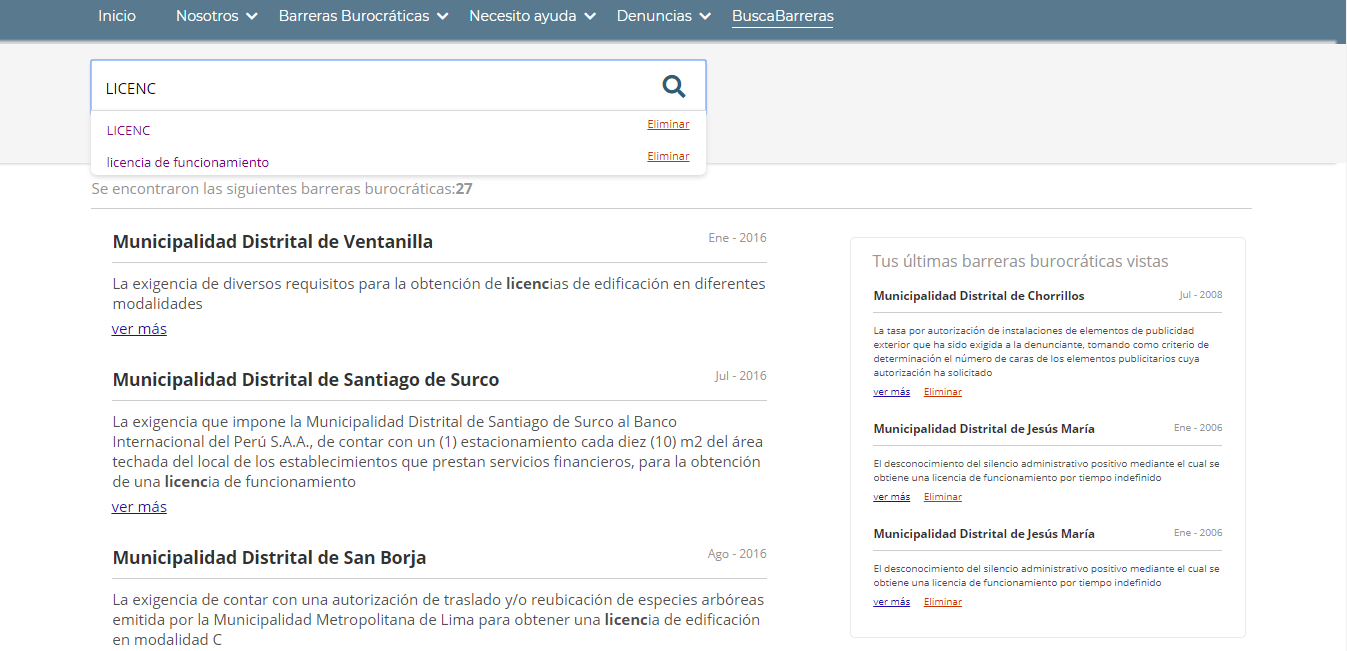 Inicio Nosotros Barreras Burocráticas Necesito ayuda Denuncias BuscaBarreras
LICENC
LICENC Eliminar
licencia de funcionamiento Eliminar
Se encontraron las siguientes barreras burocráticas:27
Municipalidad Distrital de Ventanilla Ene - 2016
La exigencia de diversos requisitos para la obtención de licencias de edificación en diferentes
modalidades
ver más
Municipalidad Distrital de Santiago de Surco Jul - 2016
La exigencia que impone la Municipalidad Distrital de Santiago de Surco al Banco
Internacional del Perú S.A.A., de contar con un (1) estacionamiento cada diez (10) m2 del área
techada del local de los establecimientos que prestan servicios financieros, para la obtención
de una licencia de funcionamiento
ver más
Municipalidad Distrital de San Borja Ago - 2016
La exigencia de contar con una autorización de traslado y/o reubicación de especies arbóreas
emitida por la Municipalidad Metropolitana de Lima para obtener una licencia de edificación
en modalidad C
Tus últimas barreras burocráticas vistas
Municipalidad Distrital de Chorrillos Jul - 2008
La tasa por autorización de instalaciones de elementos de publicidad
exterior que ha sido exigida a la denunciante, tomando como criterio de
determinación el número de caras de los elementos publicitarios cuya
autorización ha solicitado
ver más Eliminar
Municipalidad Distrital de Jesús María Ene - 2006
El desconocimiento del silencio administrativo positivo mediante el cual se
obtiene una licencia de funcionamiento por tiempo indefinido
ver más Eliminar
Municipalidad Distrital de Jesús María Ene - 2006
El desconocimiento del silencio administrativo positivo mediante el cual se
obtiene una licencia de funcionamiento por tiempo indefinido
ver más Eliminar